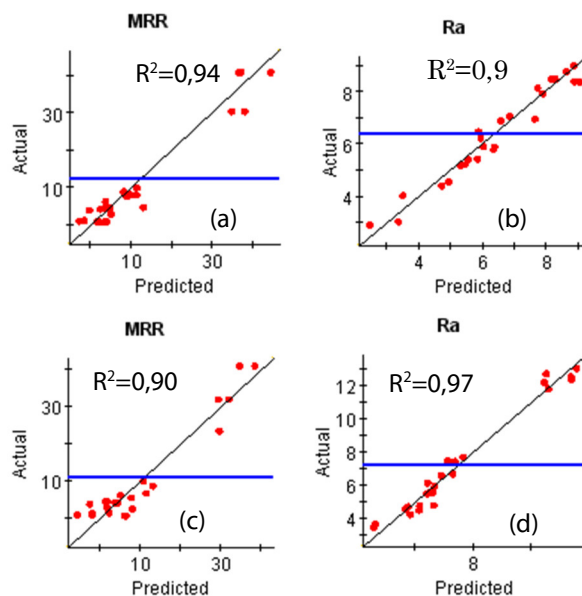 MRR
R²=0,94
Actual
30
10
(a)
10
30
Predicted
Ra
R²=0,9
Actual
8
6
4
(b)
4
6
8
Predicted
MRR
R²=0,90
Actual
30
10
(c)
10
30
Predicted
Ra
R²=0,97
Actual
12
10
8
6
4
(d)
8
Predicted